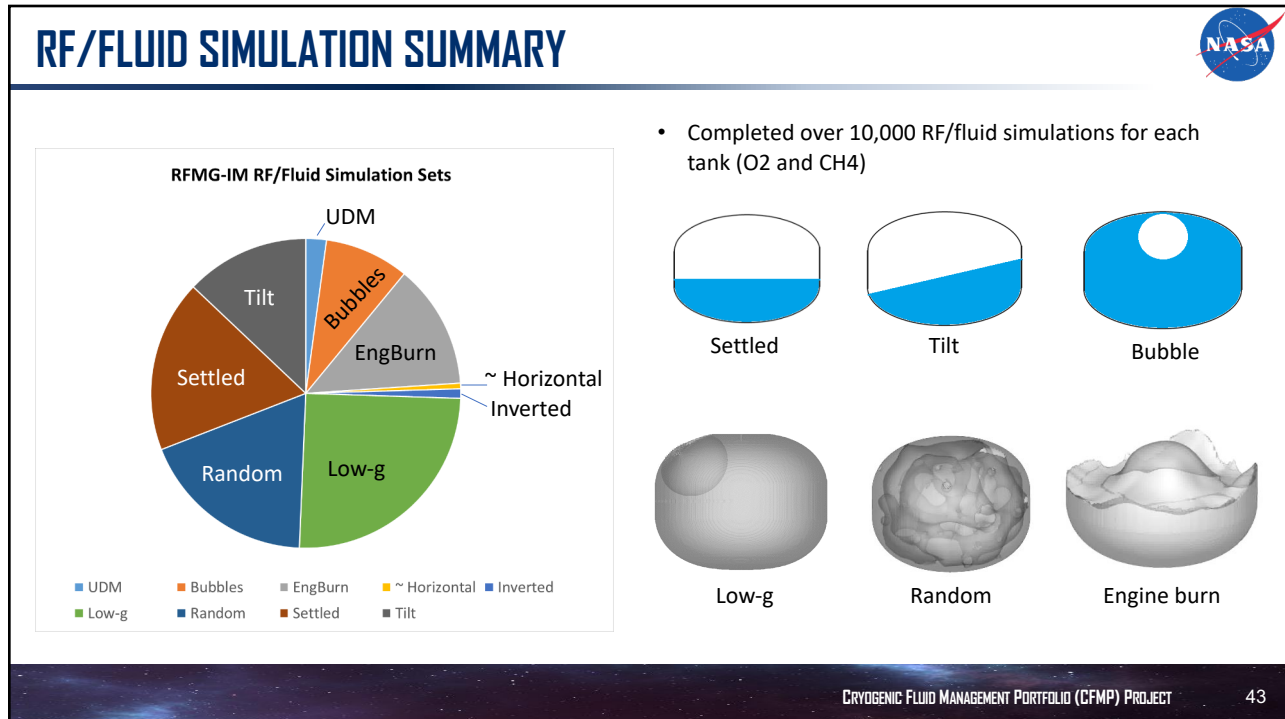 RF/FLUID SIMULATION SUMMARY
NASA
RFMG-IM RF/Fluid Simulation Sets
UDM
Bubbles
EngBurn
~ Horizontal
Inverted
Low-g
Random
Settled
Tilt
UDM Bubbles EngBurn ~ Horizontal Inverted
Low-g Random Settled Tilt
• Completed over 10,000 RF/fluid simulations for each
tank (O2 and CH4)
Settled Tilt Bubble
Low-g Random Engine burn
CRYOGENIC FLUID MANAGEMENT PORTFOLIO (CFMP) PROJECT 43